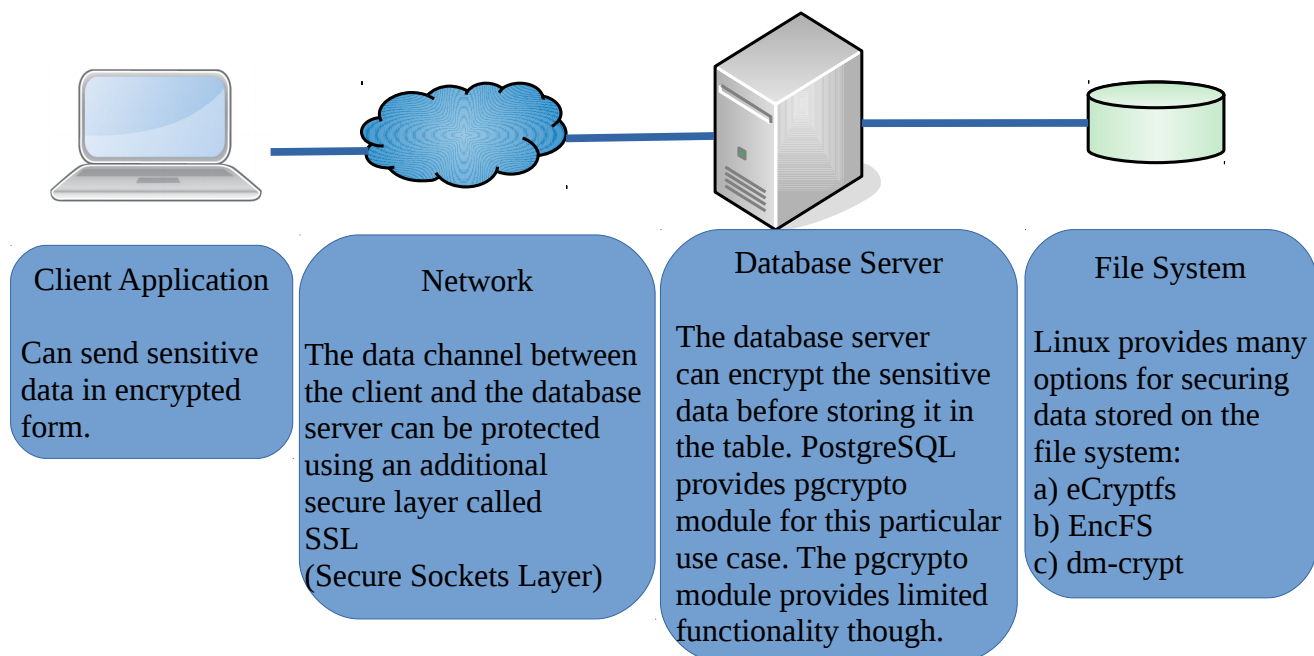 Client Application
Can send sensitive
data in encrypted
form.
Network
The data channel between
the client and the database
server can be protected
using an additional
secure layer called
SSL
(Secure Sockets Layer)
Database Server
The database server
can encrypt the sensitive
data before storing it in
the table. PostgreSQL
provides pgcrypto
module for this particular
use case. The pgcrypto
module provides limited
functionality though.
File System
Linux provides many
options for securing
data stored on the
file system:
a) eCryptfs
b) EncFS
c) dm-crypt